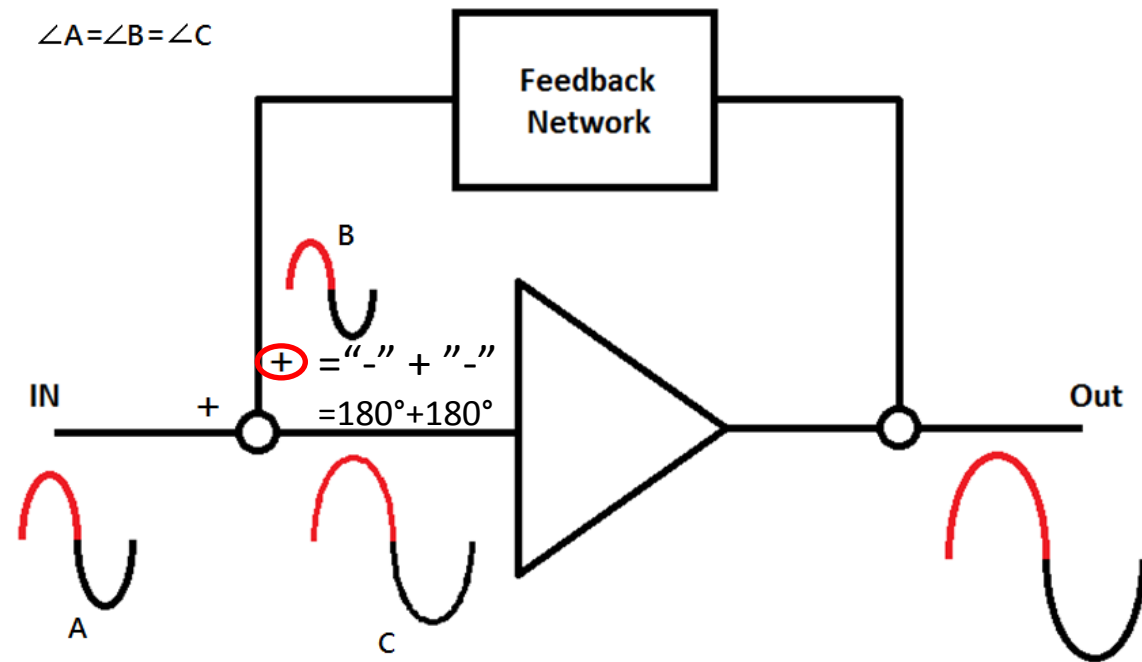 ∠A=∠B=∠C
Feedback
Network
B
+ =“-” + ”-”
IN
+
=180°+180°
Out
A
C